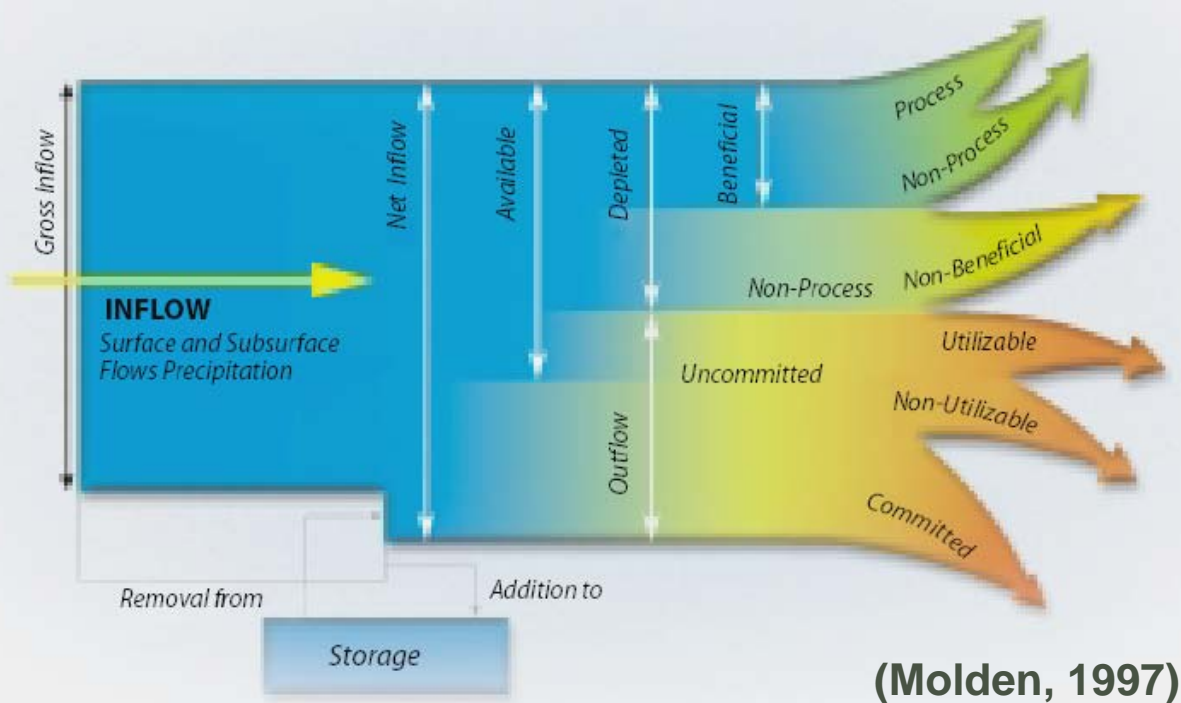 Gross Inflow
INFLOW
Surface and Subsurface
Flows Precipitation
Net Inflow
Available
Depleted
Beneficial
Process
Non-Process
Non-Process
Non-Beneficial
Uncommitted
Outflow
Utilizable
Non-Utilizable
Committed
Removal from
Addition to
Storage
(Molden, 1997)